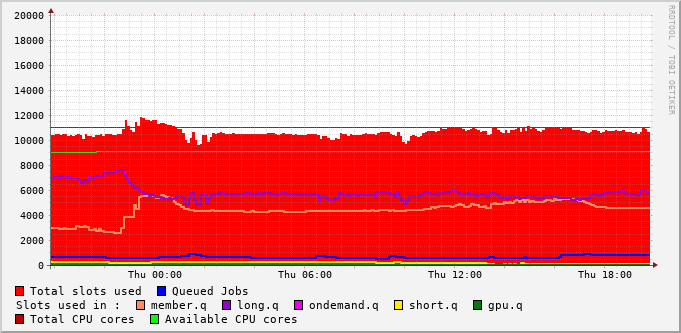 20000
18000
16000
14000
12000
10000
8000
6000
4000
2000
0
Thu 00:00 Thu 06:00 Thu 12:00 Thu 18:00
RRDTOOL / TOBI OETIKER
Total slots used Queued Jobs
Slots used in : member.q long.q ondemand.q short.q gpu.q
Total CPU cores Available CPU cores